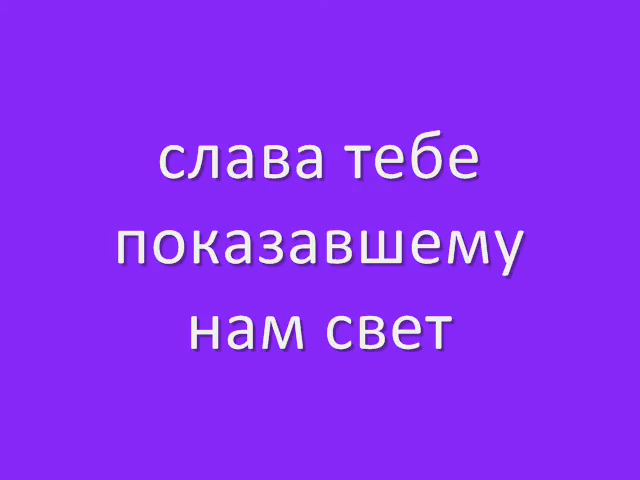 слава тебе
показавшему
нам свет